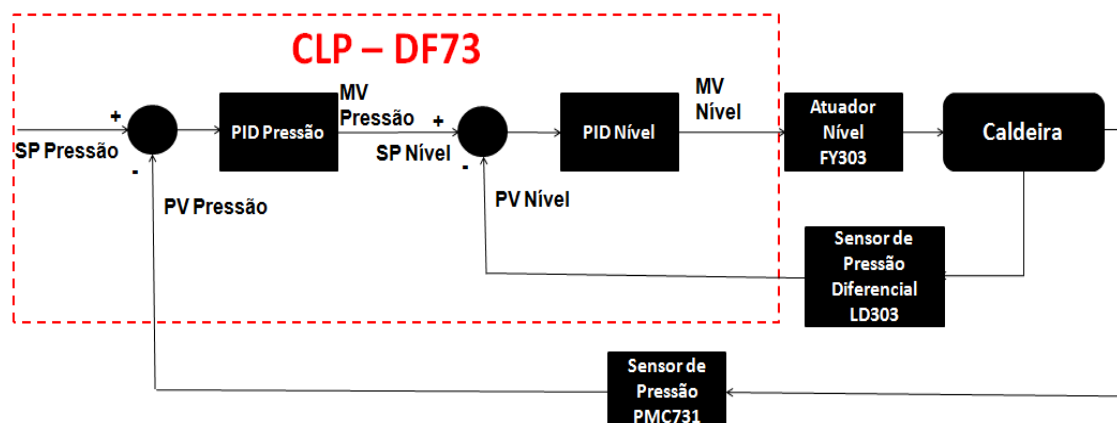 CLP – DF73
SP Pressão
+
-
PID Pressão
MV
Pressão
+
SP Nível
-
PV Pressão
PID Nível
MV
Nível
PV Nível
Atuador
Nível
FY303
Caldeira
Sensor de
Pressão
Diferencial
LD303
Sensor de
Pressão
PMC731